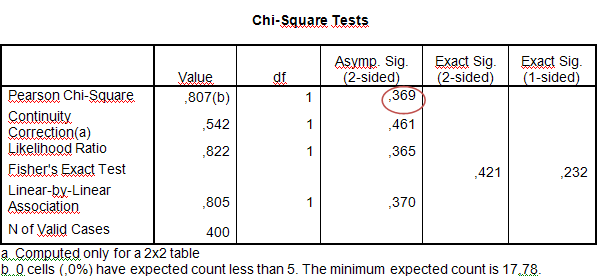 Chi-Square Tests
Value df Asymp. Sig. (2-sided) Exact Sig. (2-sided) Exact Sig. (1-sided)
Pearson Chi-Square ,807(b) 1 ,369
Continuity Correction(a) ,542 1 ,461
Likelihood Ratio ,822 1 ,365
Fisher's Exact Test ,421 ,232
Linear-by-Linear Association ,805 1 ,370
N of Valid Cases 400
a Computed only for a 2x2 table
b 0 cells (,0%) have expected count less than 5. The minimum expected count is 17,78.